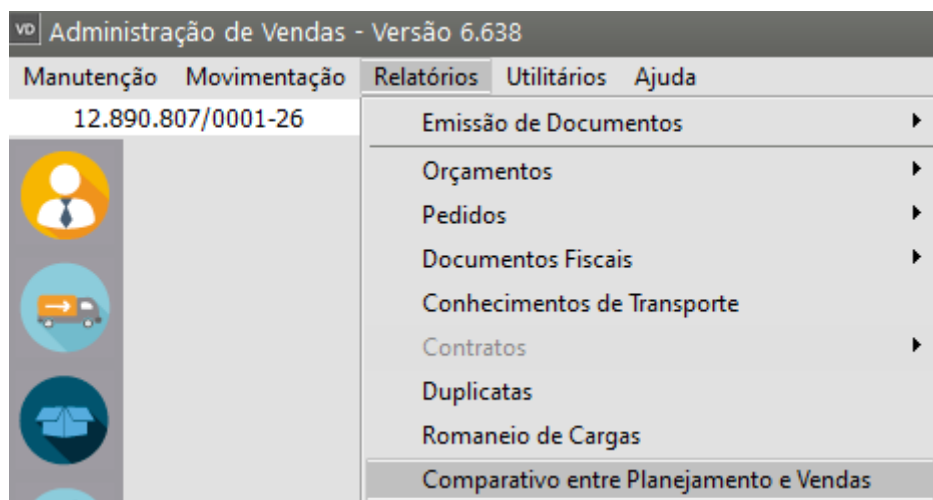 VD Administração de Vendas - Versão 6.638
Manutenção Movimentação Relatórios Utilitários Ajuda
12.890.807/0001-26
Emissão de Documentos
Orçamentos
Pedidos
Documentos Fiscais
Conhecimentos de Transporte
Contratos
Duplicatas
Romaneio de Cargas
Comparativo entre Planejamento e Vendas